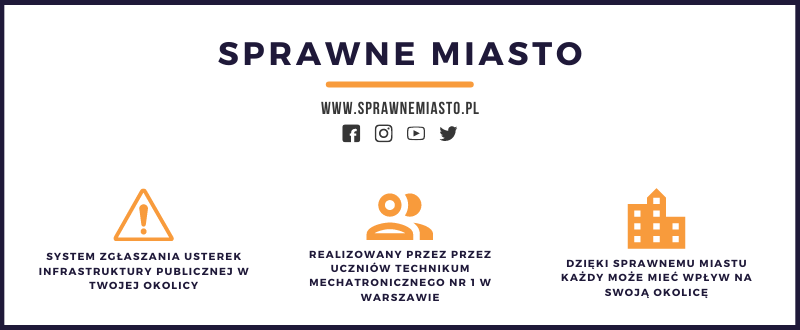 SPRAWNE MIASTO
WWW.SPRAWNEMIASTO.PL
SYSTEM ZGŁASZANIA USTEREK
INFRASTRUKTURY PUBLICZNEJ W
TWOJEJ OKOLICY
REALIZOWANY PRZEZ PRZEZ
UCZNIÓW TECHNIKUM
MECHATRONICZNEGO NR 1 W
WARSZAWIE
DZIĘKI SPRAWNEMU MIASTU
KAŻDY MOŻE MIEĆ WPŁYW NA
SWOJĄ OKOLICĘ